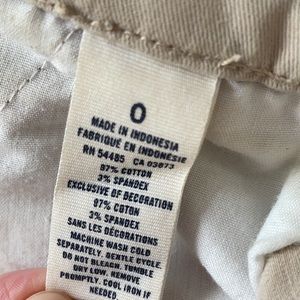 0
MADE IN INDONESIA
FABRIQUÉ EN INDONÉSIE
RN 54485 CA 03873
97% COTTON
3% SPANDEX
EXCLUSIVE OF DECORATION
97% COTON
3% SPANDEX
SANS LES DÉCORATIONS
MACHINE WASH COLD
SEPARATELY, GENTLE CYCLE.
DO NOT BLEACH. TUMBLE
DRY LOW. REMOVE
PROMPTLY. COOL IRON IF
NEEDED.